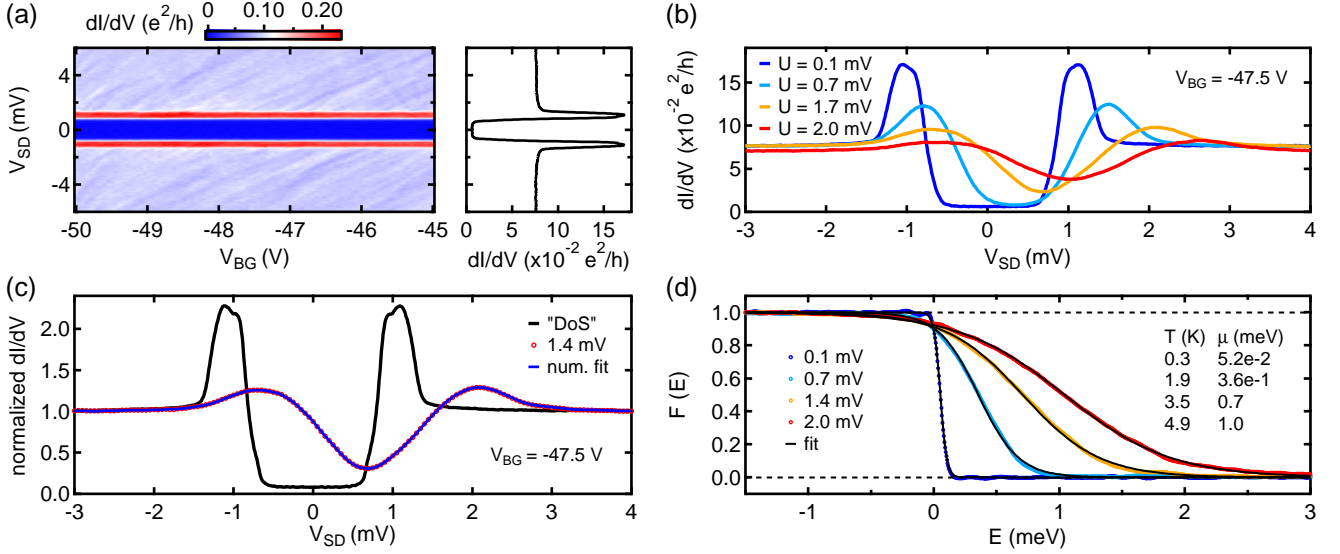 (a)
dI/dV (e²/h)
0 0.10 0.20
V_SD (mV)
4
0
-4
-50 -49 -48 -47 -46 -45
V_BG (V)
0 5 10 15
dI/dV (x10⁻² e²/h)
(b)
dI/dV (x10⁻² e²/h)
15
10
5
0
U = 0.1 mV
U = 0.7 mV
U = 1.7 mV
U = 2.0 mV
V_BG = -47.5 V
-3 -2 -1 0 1 2 3 4
V_SD (mV)
(c)
normalized dI/dV
2.0
1.5
1.0
0.5
0.0
"DoS"
1.4 mV
num. fit
V_BG = -47.5 V
-3 -2 -1 0 1 2 3 4
V_SD (mV)
(d)
F (E)
1.0
0.8
0.6
0.4
0.2
0.0
0.1 mV
0.7 mV
1.4 mV
2.0 mV
fit
T (K) μ (meV)
0.3 5.2e-2
1.9 3.6e-1
3.5 0.7
4.9 1.0
-1 0 1 2 3
E (meV)